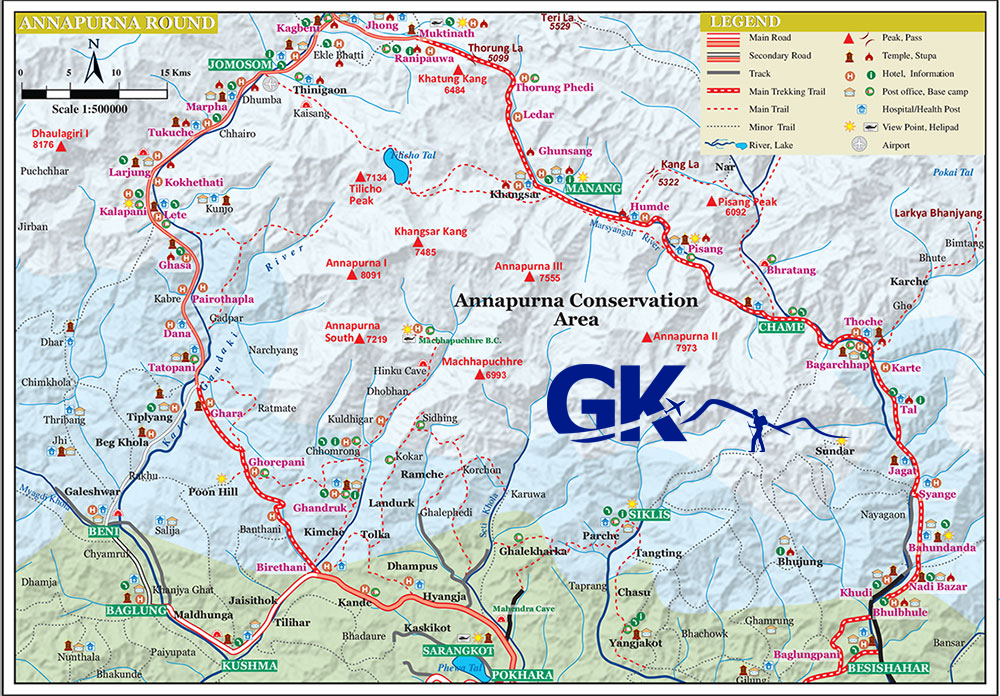 ANNAPURNA ROUND
N
0 5 10 15 Kms
Scale 1:500000
LEGEND
Main Road
Secondary Road
Track
Main Trekking Trail
Main Trail
Minor Trail
River, Lake
Peak, Pass
Temple, Stupa
Hotel, Information
Post office, Base camp
Hospital/Health Post
View Point, Helipad
Airport
Kagbeni
Jhong
Muktinath
Teri La
5529
Ekle Bhatti
Ranipauwa
Thorung La
5099
JOMOSOM
Khatung Kang
6484
Thorung Phedi
Thinigaon
Dhumba
Kaisang
Marpha
Ledar
Tukuche
Chhairo
Dhaulagiri I
8176
Puchchhar
Larjung
Kokhethati
Tilisho Tal
Ghunsang
7134
Tilicho
Peak
Khangsar
MANANG
Kang La
5322
Nar
Pokai Tal
Kalapani
Lete
Kunjo
Humde
Pisang Peak
6092
Larkya Bhanjyang
Jirban
Khangsar Kang
7485
Marsyangdi
River
River
Pisang
Bimtang
Bhute
Ghasa
Annapurna I
8091
Annapurna III
7555
Bhratang
Karche
Kabre
Pairothapla
Annapurna Conservation
Area
Gho
Gadpar
CHAME
Thoche
Dhar
Dana
Annapurna
South
7219
Machhapuchhre B.C.
Annapurna II
7973
Narchyang
Machhapuchhre
6993
Bagarchhap
Karte
Tatopani
Hinku Cave
Dhobhan
Chimkhola
Kali
Gandaki
Ratmate
GK
Tal
Tiplyang
Ghara
Kuldhigar
Sidhing
Thribang
Jhi
Beg Khola
Chhomrong
Sundar
Ghorepani
Kokar
Rakhu
Ramche
Korchon
Jagat
Galeshwar
Myagdi Khola
Poon Hill
Ghandruk
Landurk
Karuwa
Syange
Seti Khola
Ghalephedi
SIKLIS
Nayagaon
BENI
Salija
Banthanti
Kimche
Tolka
Parche
Chyamruk
Ghalekharka
Tangting
Bhujung
Bahundanda
Birethani
Dhampus
Dhamja
Khaniya Ghat
Taprang
Chasu
Khudi
Nadi Bazar
BAGLUNG
Jaisithok
Kande
Hyangja
Mahendra Cave
Bhulbhule
Maldhunga
Tilihar
Kaskikot
Ghamrung
Bhadaure
Bhachowk
Yangjakot
Bansar
Nunthala
Paiyupata
SARANGKOT
Baglungpani
KUSHMA
Phewa Tal
BESISHAHAR
Bhakunde
POKHARA
Gilung